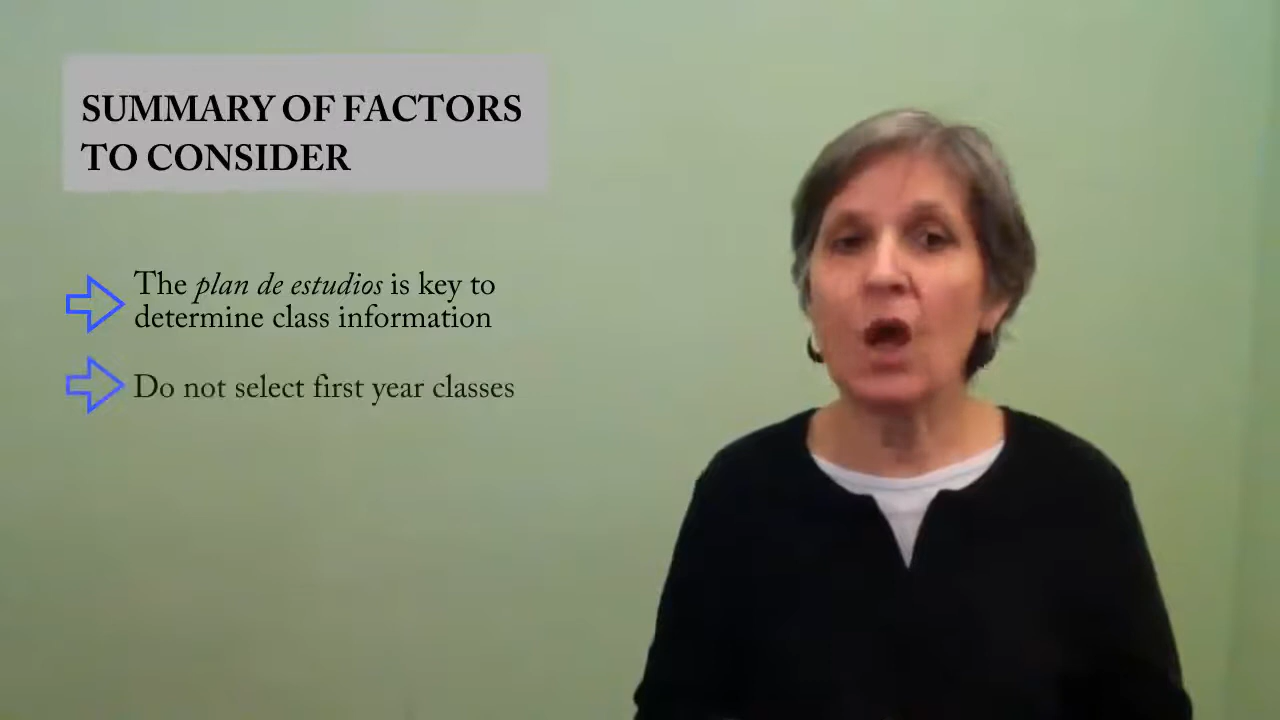 SUMMARY OF FACTORS
TO CONSIDER
The plan de estudios is key to
determine class information
Do not select first year classes